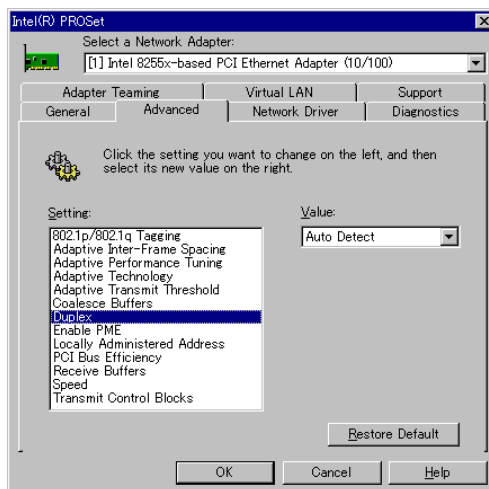 Intel(R) PROSet
Select a Network Adapter:
[1] Intel 8255x-based PCI Ethernet Adapter (10/100)
Adapter Teaming
Virtual LAN
Support
General
Advanced
Network Driver
Diagnostics
Click the setting you want to change on the left, and then
select its new value on the right.
Setting:
Value:
802.1p/802.1q Tagging
Auto Detect
Adaptive Inter-Frame Spacing
Adaptive Performance Tuning
Adaptive Technology
Adaptive Transmit Threshold
Coalesce Buffers
Duplex
Enable PME
Locally Administered Address
PCI Bus Efficiency
Receive Buffers
Speed
Transmit Control Blocks
Restore Default
OK
Cancel
Help